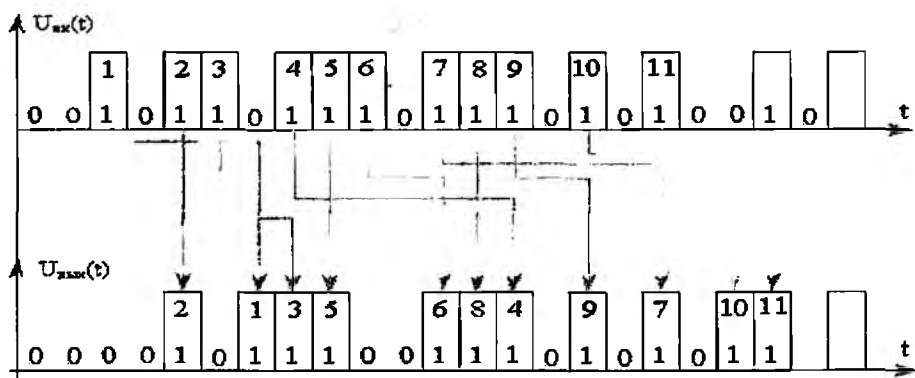 U_вх(t)
1 2 3 4 5 6 7 8 9 10 11
0 0 1 0 1 1 0 1 1 1 0 1 1 1 0 1 0 1 0 0 1 0 t
U_вых(t)
2 1 3 5 6 8 4 9 7 10 11
0 0 0 0 1 0 1 1 1 0 0 1 1 1 0 1 0 1 0 1 1 t